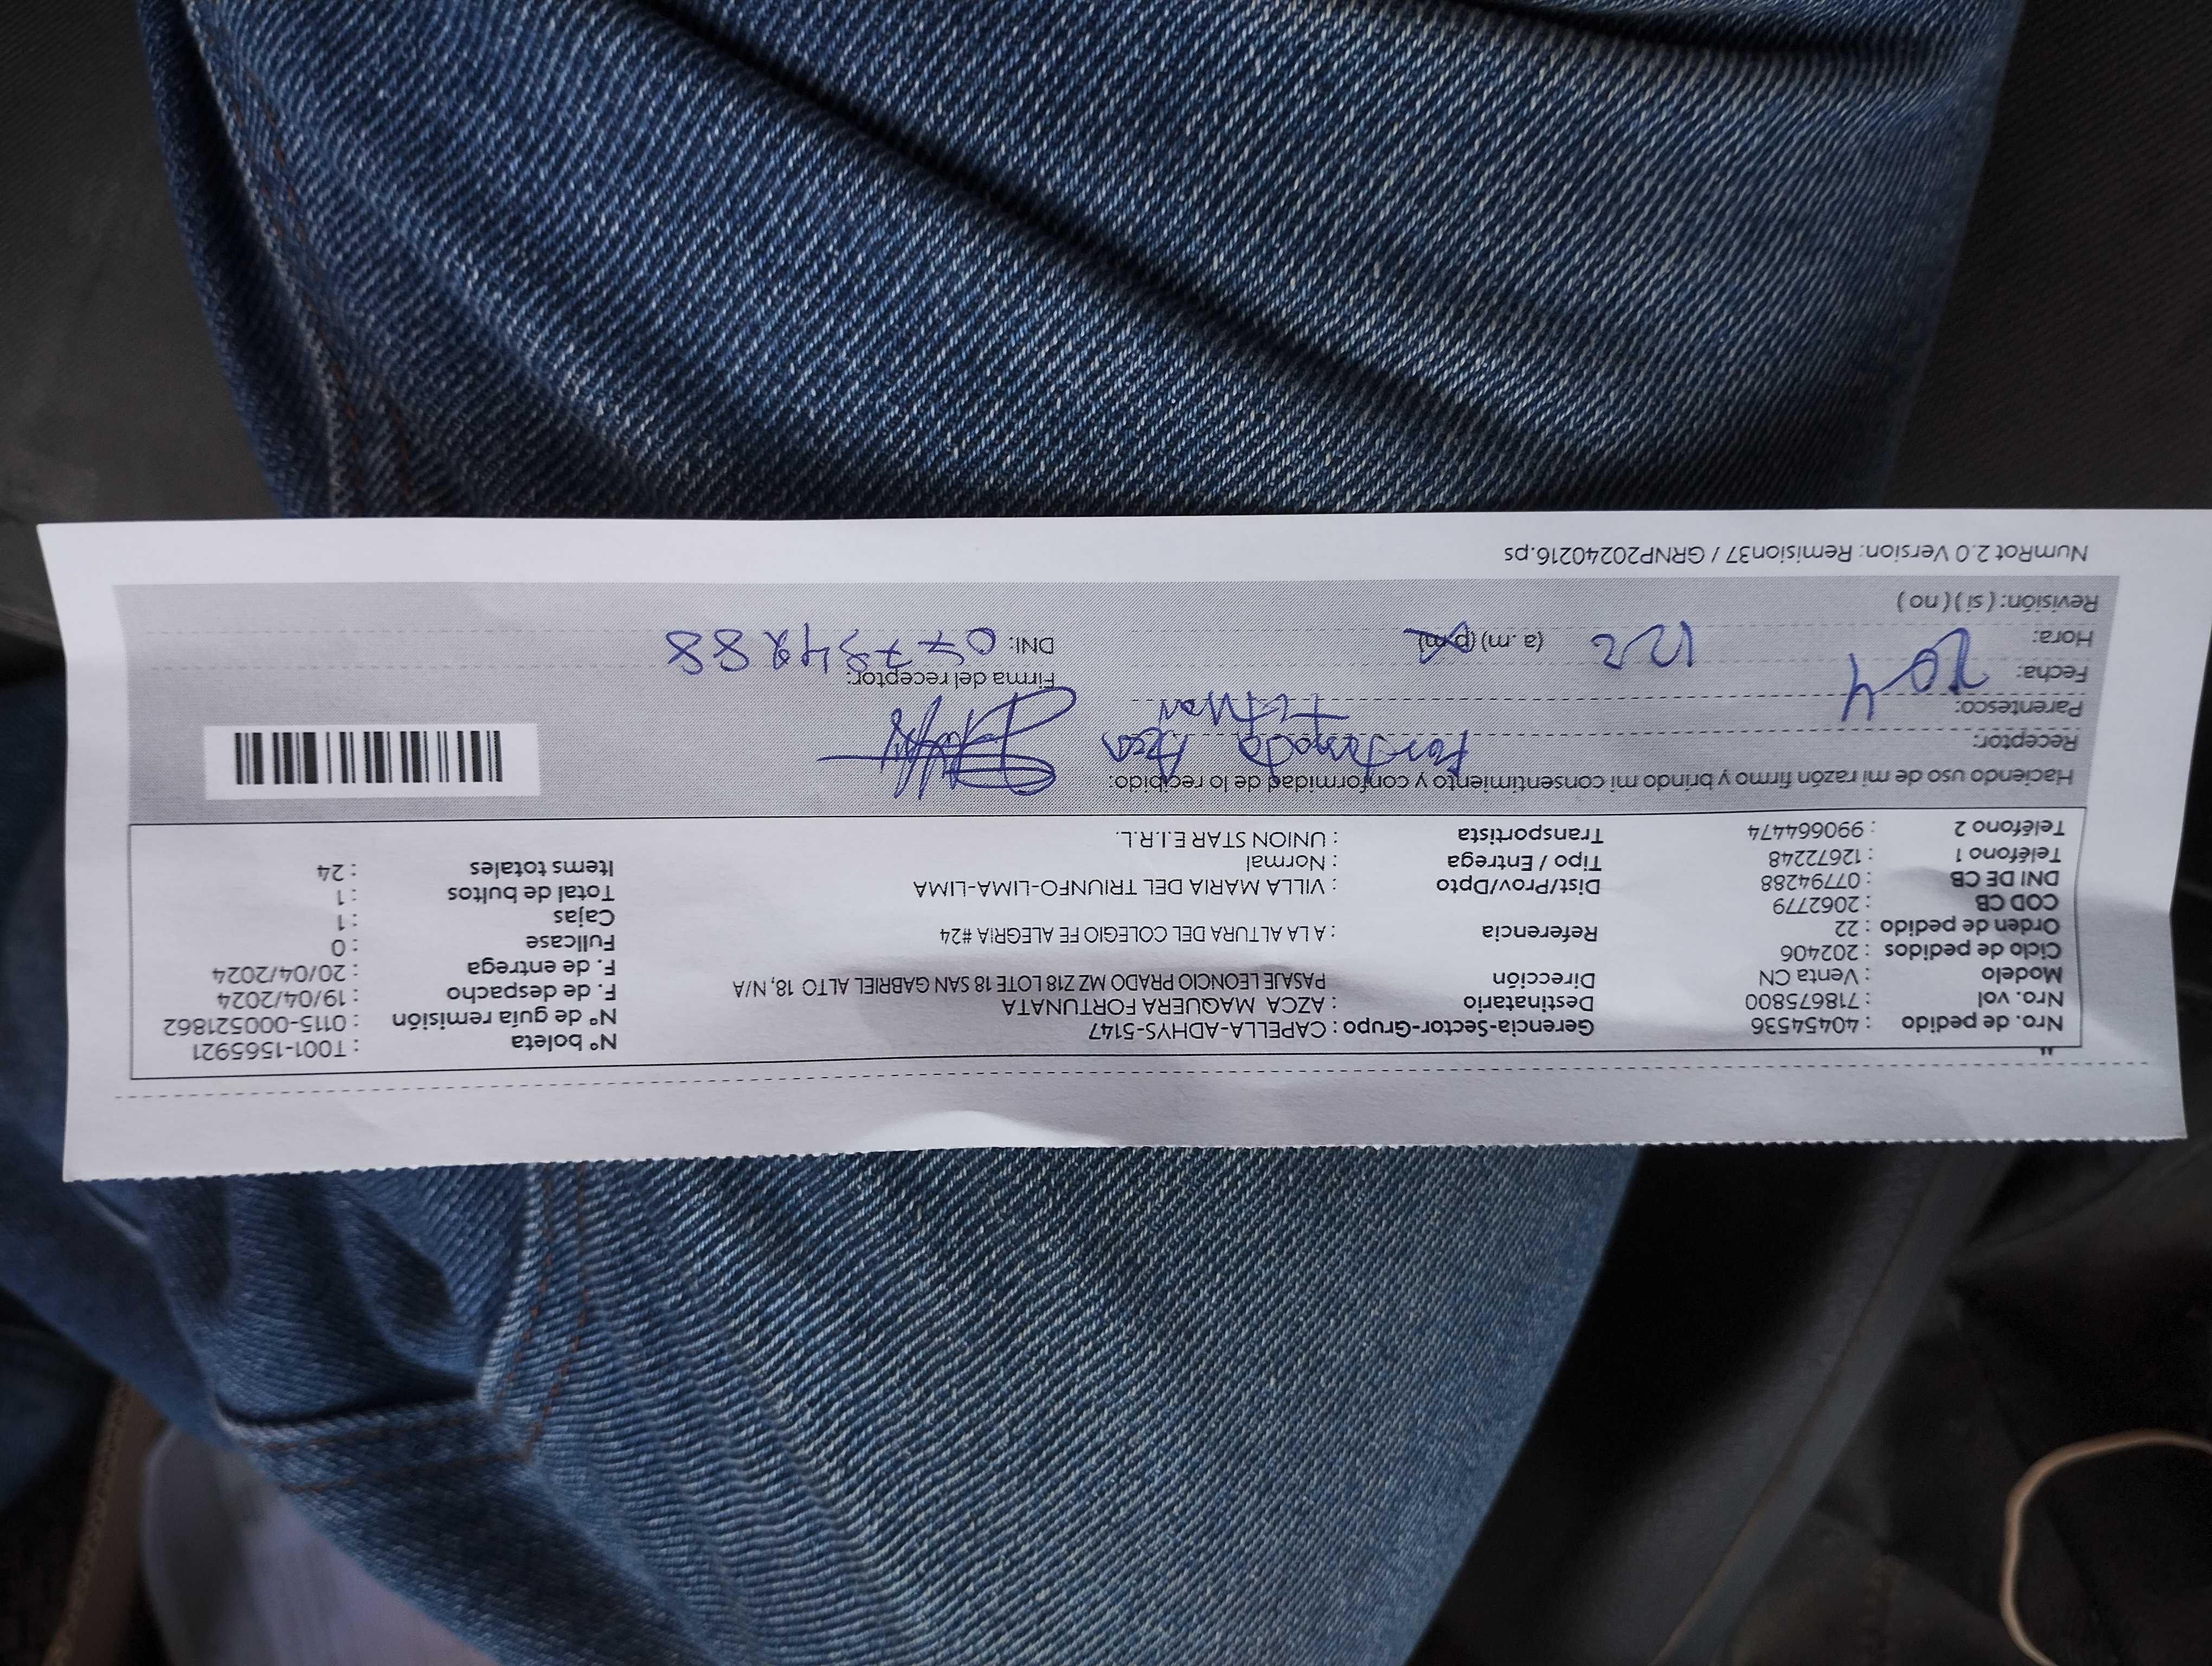 Nro. de pedido : 40454536 Gerencia-Sector-Grupo : CAPELLA-ADHYS-5147 Nº boleta : T001-1565921
Nro. vol : 718675800 Destinatario : AZCA MAQUERA FORTUNATA Nº de guía remisión : 0115-000521862
Modelo : Venta CN Dirección PASAJE LEONCIO PRADO MZ Z18 LOTE 18 SAN GABRIEL ALTO 18, N/A F. de despacho : 19/04/2024
Ciclo de pedidos : 202406 F. de entrega : 20/04/2024
Orden de pedido : 22 Referencia : A LA ALTURA DEL COLEGIO FE ALEGRIA #24 Fullcase : 0
COD CB : 2062779 Cajas : 1
DNI DE CB : 07794288 Dist/Prov/Dpto : VILLA MARIA DEL TRIUNFO-LIMA-LIMA Total de bultos : 1
Teléfono 1 : 12672248 Tipo / Entrega : Normal Items totales : 24
Teléfono 2 : 990664474 Transportista : UNION STAR E.I.R.L.
Haciendo uso de mi razón firmo y brindo mi consentimiento y conformidad de lo recibido:
Receptor: Fortunata
Parentesco: Titular
Fecha: 20 4 Firma del receptor:
Hora: 12 2 (a.m) (p.m) DNI:
Revisión: ( si ) ( no )
NumRot 2.0 Version: Remision37 / GRNP20240216.ps